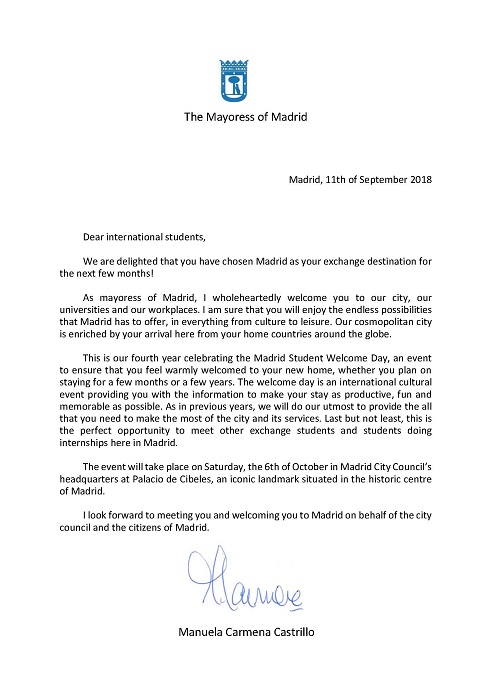 The Mayoress of Madrid
Madrid, 11th of September 2018
Dear international students,
We are delighted that you have chosen Madrid as your exchange destination for
the next few months!
As mayoress of Madrid, I wholeheartedly welcome you to our city, our
universities and our workplaces. I am sure that you will enjoy the endless possibilities
that Madrid has to offer, in everything from culture to leisure. Our cosmopolitan city
is enriched by your arrival here from your home countries around the globe.
This is our fourth year celebrating the Madrid Student Welcome Day, an event
to ensure that you feel warmly welcomed to your new home, whether you plan on
staying for a few months or a few years. The welcome day is an international cultural
event providing you with the information to make your stay as productive, fun and
memorable as possible. As in previous years, we will do our utmost to provide the all
that you need to make the most of the city and its services. Last but not least, this is
the perfect opportunity to meet other exchange students and students doing
internships here in Madrid.
The event will take place on Saturday, the 6th of October in Madrid City Council's
headquarters at Palacio de Cibeles, an iconic landmark situated in the historic centre
of Madrid.
I look forward to meeting you and welcoming you to Madrid on behalf of the city
council and the citizens of Madrid.
Manuela Carmena Castrillo